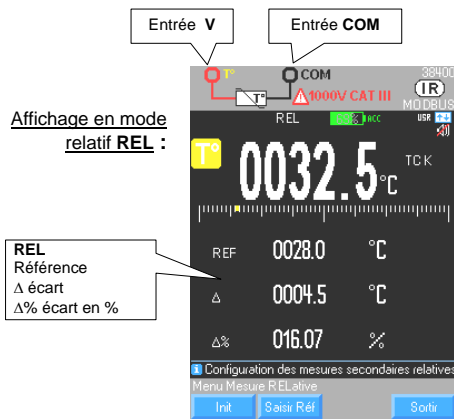 Entrée V
Entrée COM
T° COM 38400
IR
T° 1000V CAT III MODBUS
Affichage en mode
relatif REL :
REL ACC USR
T° 0032.5 °C TCK
REL
Référence
Δ écart
Δ% écart en %
REF 0028.0 °C
Δ 0004.5 °C
Δ% 016.07 %
Configuration des mesures secondaires relatives
Menu Mesure RELative
Init Saisir Réf Sortir